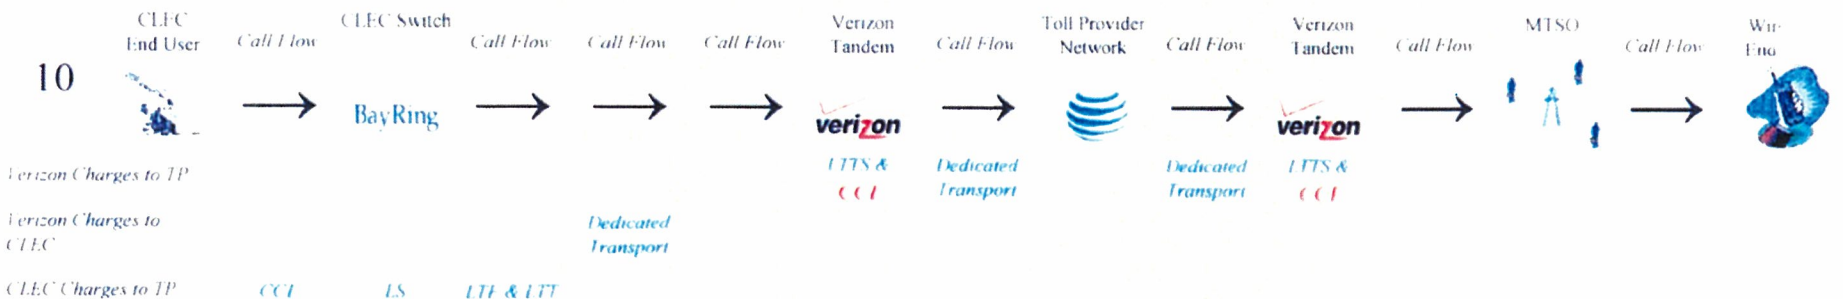 CLEC
End User
Call Flow
CLEC Switch
Call Flow
Call Flow
Call Flow
Verizon
Tandem
Call Flow
Toll Provider
Network
Call Flow
Verizon
Tandem
Call Flow
MTSO
Call Flow
10
BayRing
verizon
verizon
Verizon Charges to TP
LTTS &
CCL
Dedicated
Transport
Dedicated
Transport
LTTS &
CCL
Verizon Charges to
CLEC
Dedicated
Transport
CLEC Charges to TP
CCL
LS
LTF & LTT